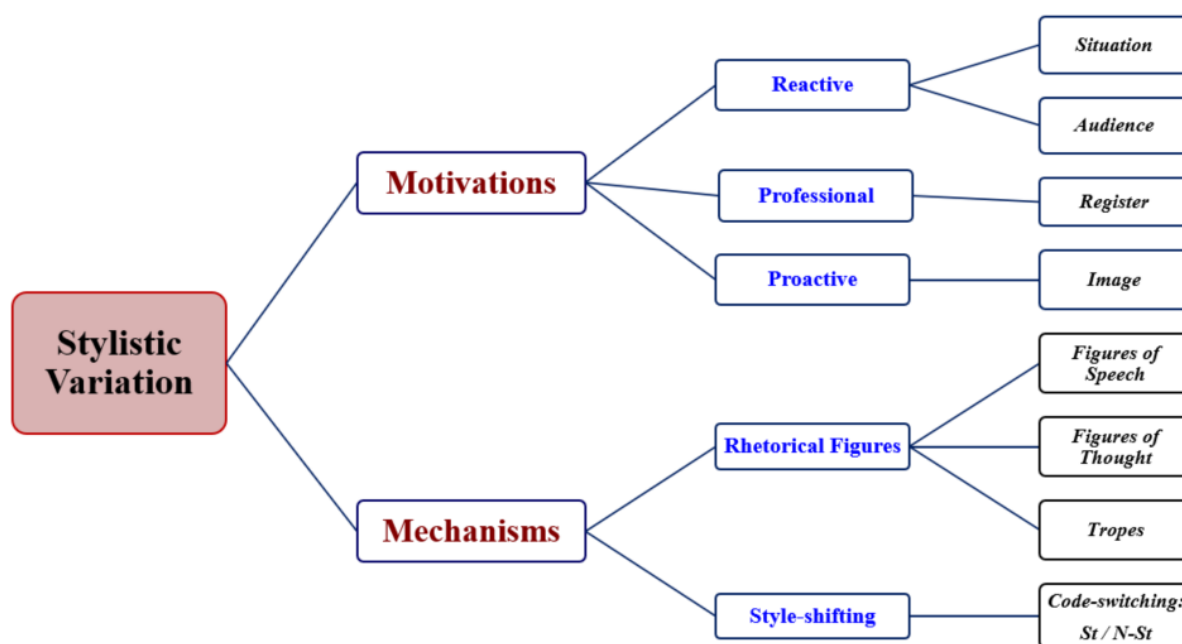 Stylistic
Variation
Motivations
Reactive
Situation
Audience
Professional
Register
Proactive
Image
Mechanisms
Rhetorical Figures
Figures of
Speech
Figures of
Thought
Tropes
Style-shifting
Code-switching:
St / N-St